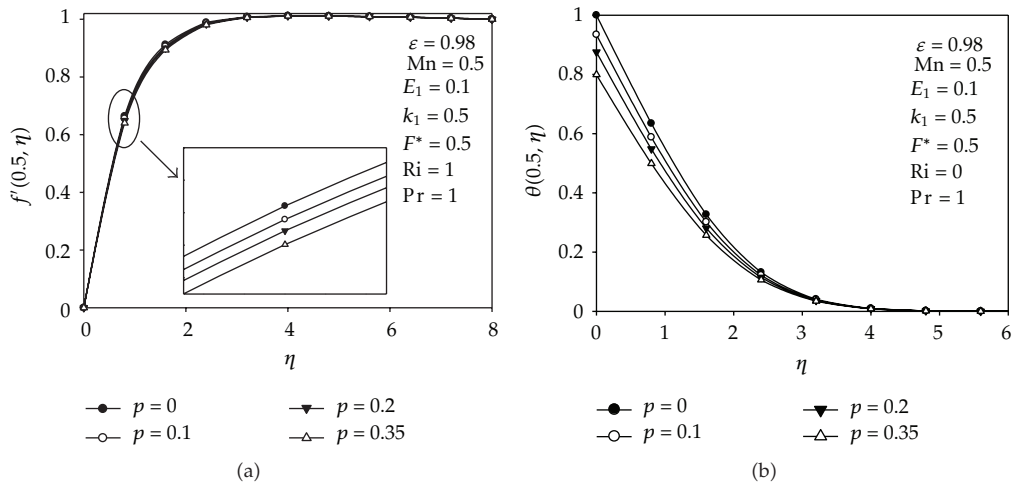 1
0.8
0.6
0.4
0.2
0
f′(0.5, η)
0 2 4 6 8
η
ε = 0.98
Mn = 0.5
E₁ = 0.1
k₁ = 0.5
F* = 0.5
Ri = 1
Pr = 1
p = 0
p = 0.1
p = 0.2
p = 0.35
(a)
1
0.8
0.6
0.4
0.2
0
θ(0.5, η)
0 1 2 3 4 5 6
η
ε = 0.98
Mn = 0.5
E₁ = 0.1
k₁ = 0.5
F* = 0.5
Ri = 0
Pr = 1
p = 0
p = 0.1
p = 0.2
p = 0.35
(b)